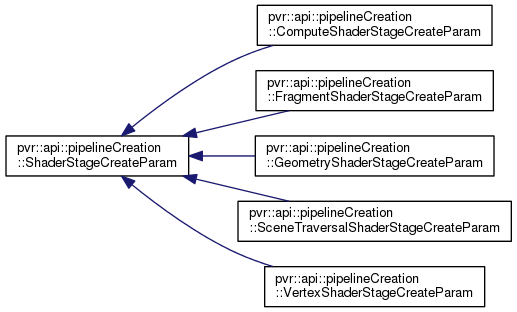 pvr::api::pipelineCreation
::ComputeShaderStageCreateParam
pvr::api::pipelineCreation
::FragmentShaderStageCreateParam
pvr::api::pipelineCreation
::ShaderStageCreateParam
pvr::api::pipelineCreation
::GeometryShaderStageCreateParam
pvr::api::pipelineCreation
::SceneTraversalShaderStageCreateParam
pvr::api::pipelineCreation
::VertexShaderStageCreateParam